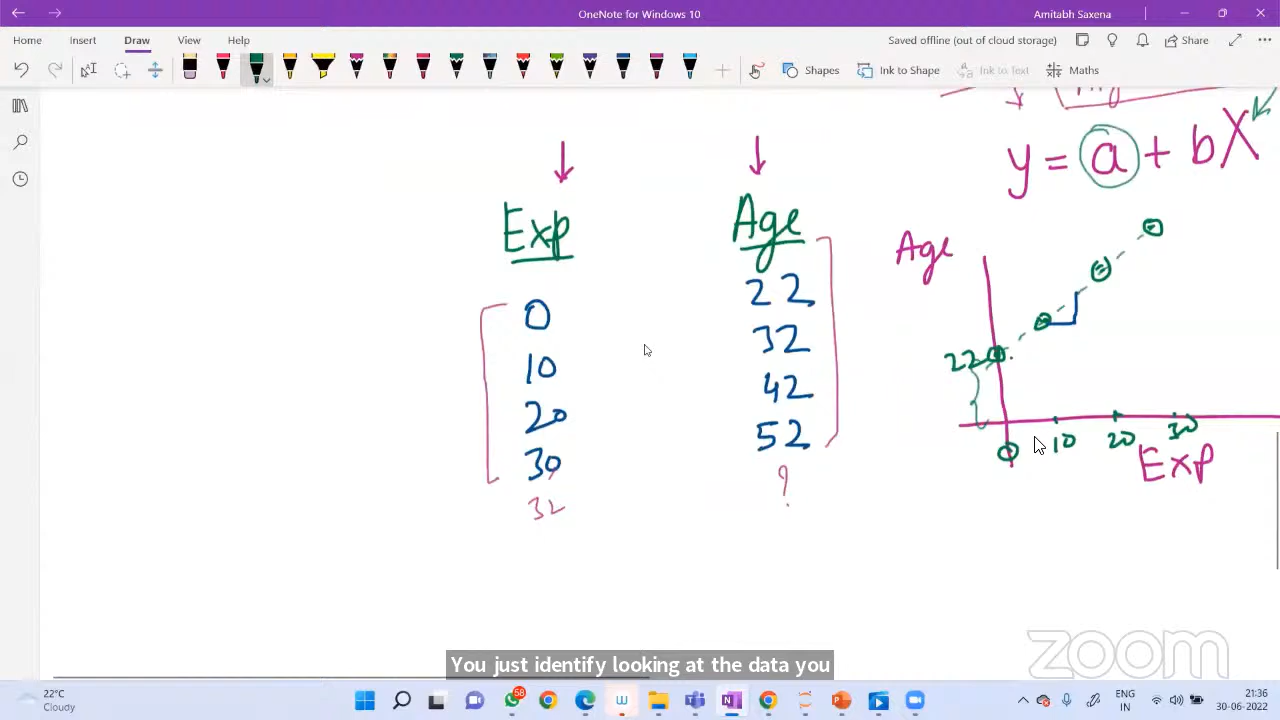 OneNote for Windows 10
Amitabh Saxena
Home Insert Draw View Help
Saved offline (out of cloud storage)
Share
Shapes
Ink to Shape
Ink to Text
Maths
y = a + bX
Exp Age
0 22
10 32
20 42
30 52
32 ?
Age
22
0 10 20 30
Exp
zoom
You just identify looking at the data you
22°C
Cloudy
58
ENG
IN
21:36
30-06-2022